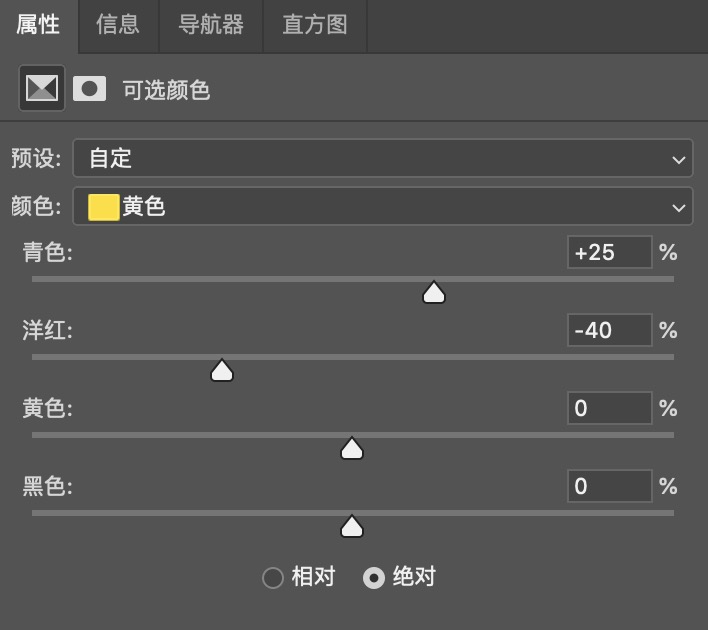 属性 信息 导航器 直方图
可选颜色
预设: 自定
颜色: 黄色
青色: +25 %
洋红: -40 %
黄色: 0 %
黑色: 0 %
相对 绝对